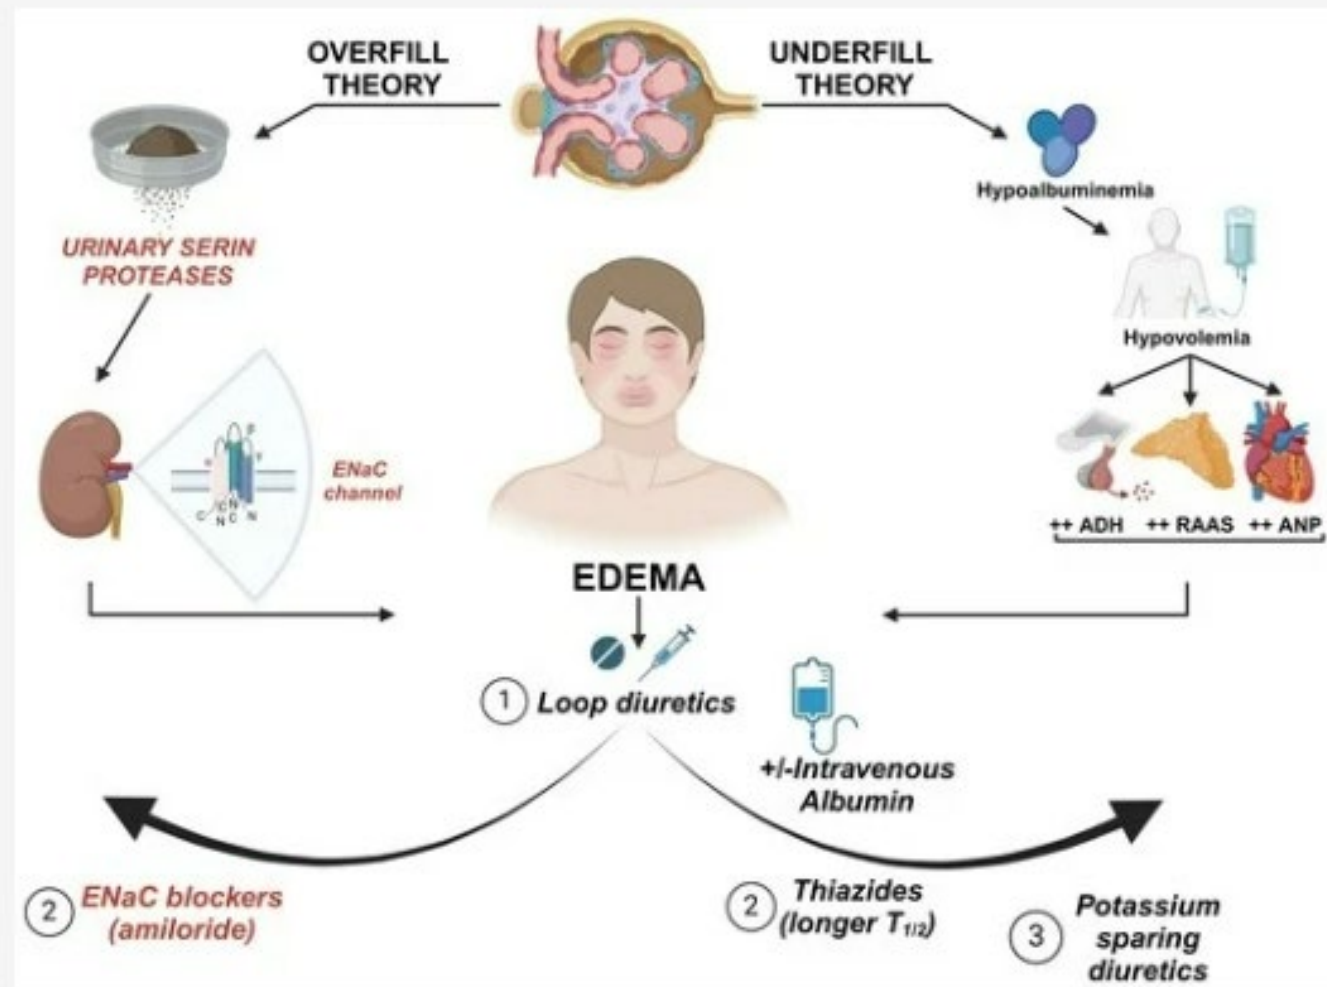 OVERFILL
THEORY
UNDERFILL
THEORY
URINARY SERIN
PROTEASES
Hypoalbuminemia
Hypovolemia
ENaC
channel
C
N
C
N
C
N
++ ADH
++ RAAS
++ ANP
EDEMA
1
Loop diuretics
+/-Intravenous
Albumin
2
ENaC blockers
(amiloride)
2
Thiazides
(longer T1/2)
3
Potassium
sparing
diuretics